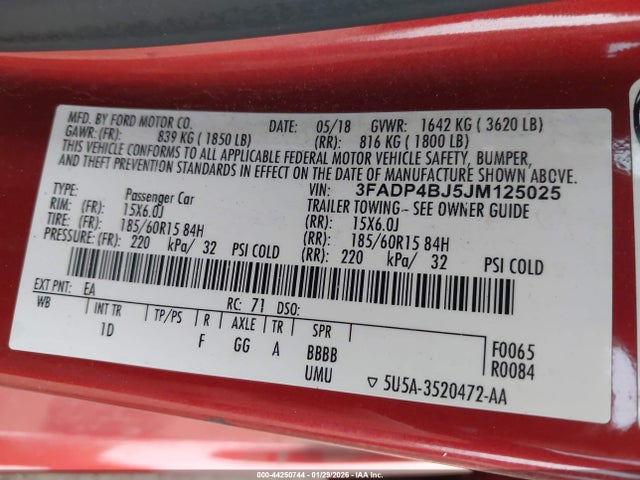 MFD. BY FORD MOTOR CO. DATE: 05/18 GVWR: 1642 KG ( 3620 LB)
GAWR: (FR): 839 KG ( 1850 LB) (RR): 816 KG ( 1800 LB)
THIS VEHICLE CONFORMS TO ALL APPLICABLE FEDERAL MOTOR VEHICLE SAFETY, BUMPER,
AND THEFT PREVENTION STANDARDS IN EFFECT ON THE DATE OF MANUFACTURE SHOWN ABOVE.
VIN: 3FADP4BJ5JM125025
TYPE: Passenger Car TRAILER TOWING– SEE OWNER GUIDE
RIM: (FR): 15X6.0J (RR): 15X6.0J
TIRE: (FR): 185/60R15 84H (RR): 185/60R15 84H
PRESSURE: (FR): 220 kPa/ 32 PSI COLD (RR): 220 kPa/ 32 PSI COLD
EXT PNT: EA RC: 71 DSO:
WB INT TR TP/PS R AXLE TR SPR
1D F GG A BBBB F0065
UMU R0084
▽ 5U5A-3520472-AA
000-44250744 - 01/29/2026 - IAA Inc.